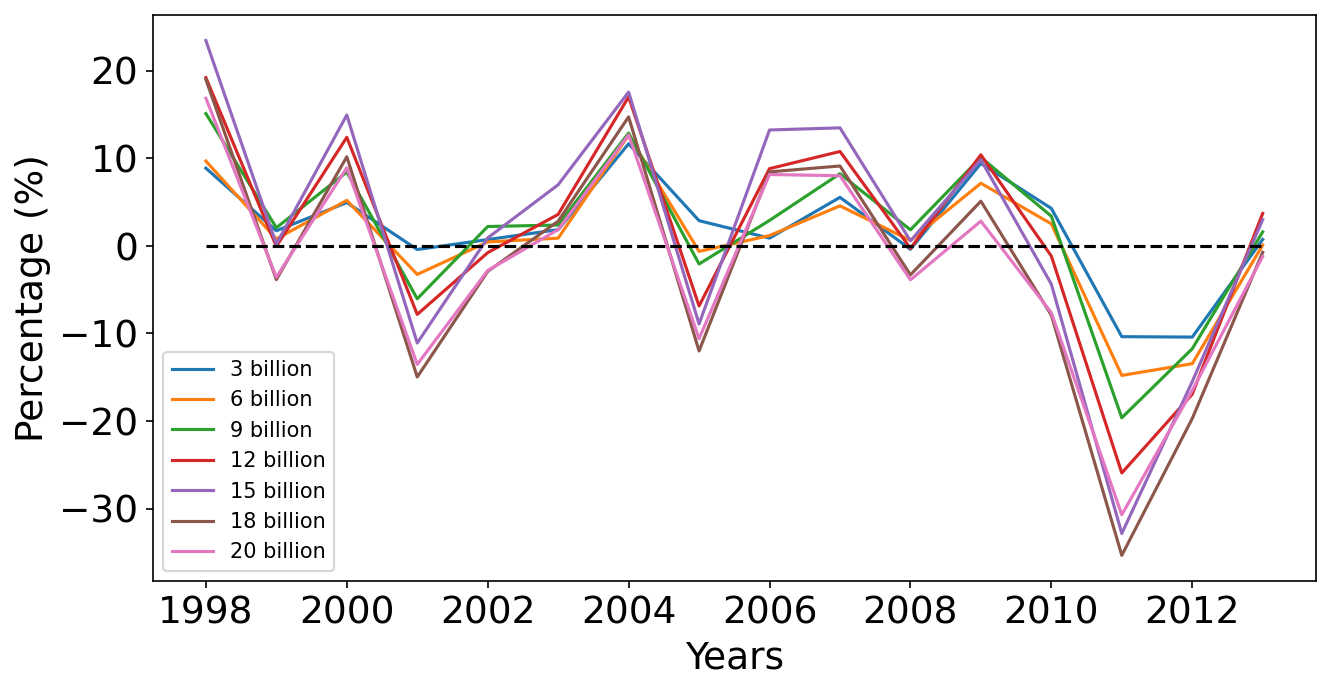 Percentage (%)
20
10
0
−10
−20
−30
3 billion
6 billion
9 billion
12 billion
15 billion
18 billion
20 billion
1998 2000 2002 2004 2006 2008 2010 2012
Years